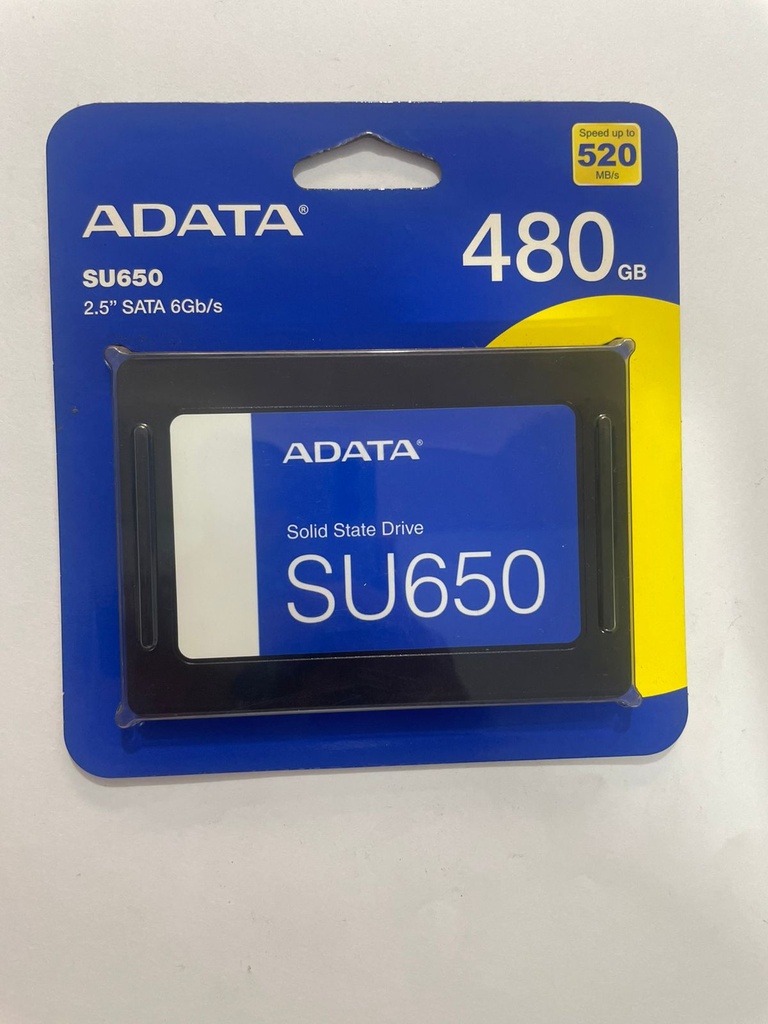 Speed up to
520
MB/s
ADATA®
480GB
SU650
2.5” SATA 6Gb/s
ADATA®
Solid State Drive
SU650